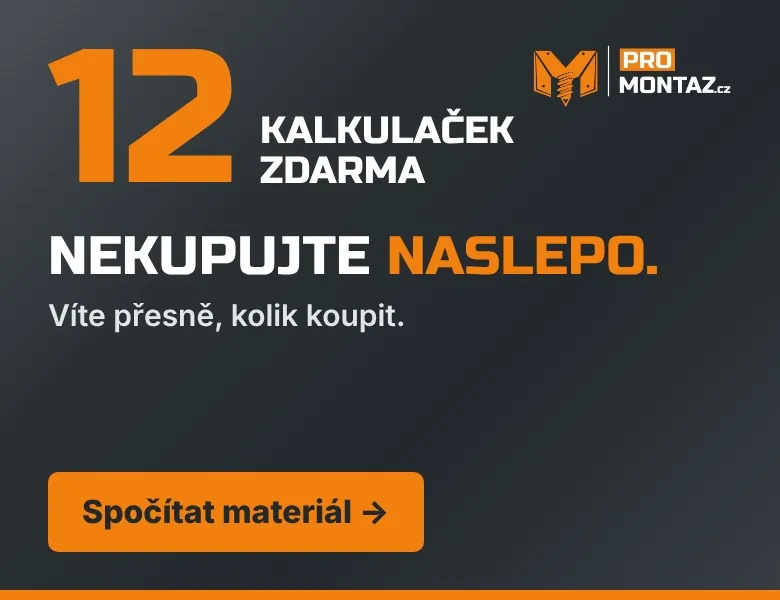 12
KALKULAČEK
ZDARMA
PRO
MONTAZ.cz
NEKUPUJTE NASLEPO.
Víte přesně, kolik koupit.
Spočítat materiál →